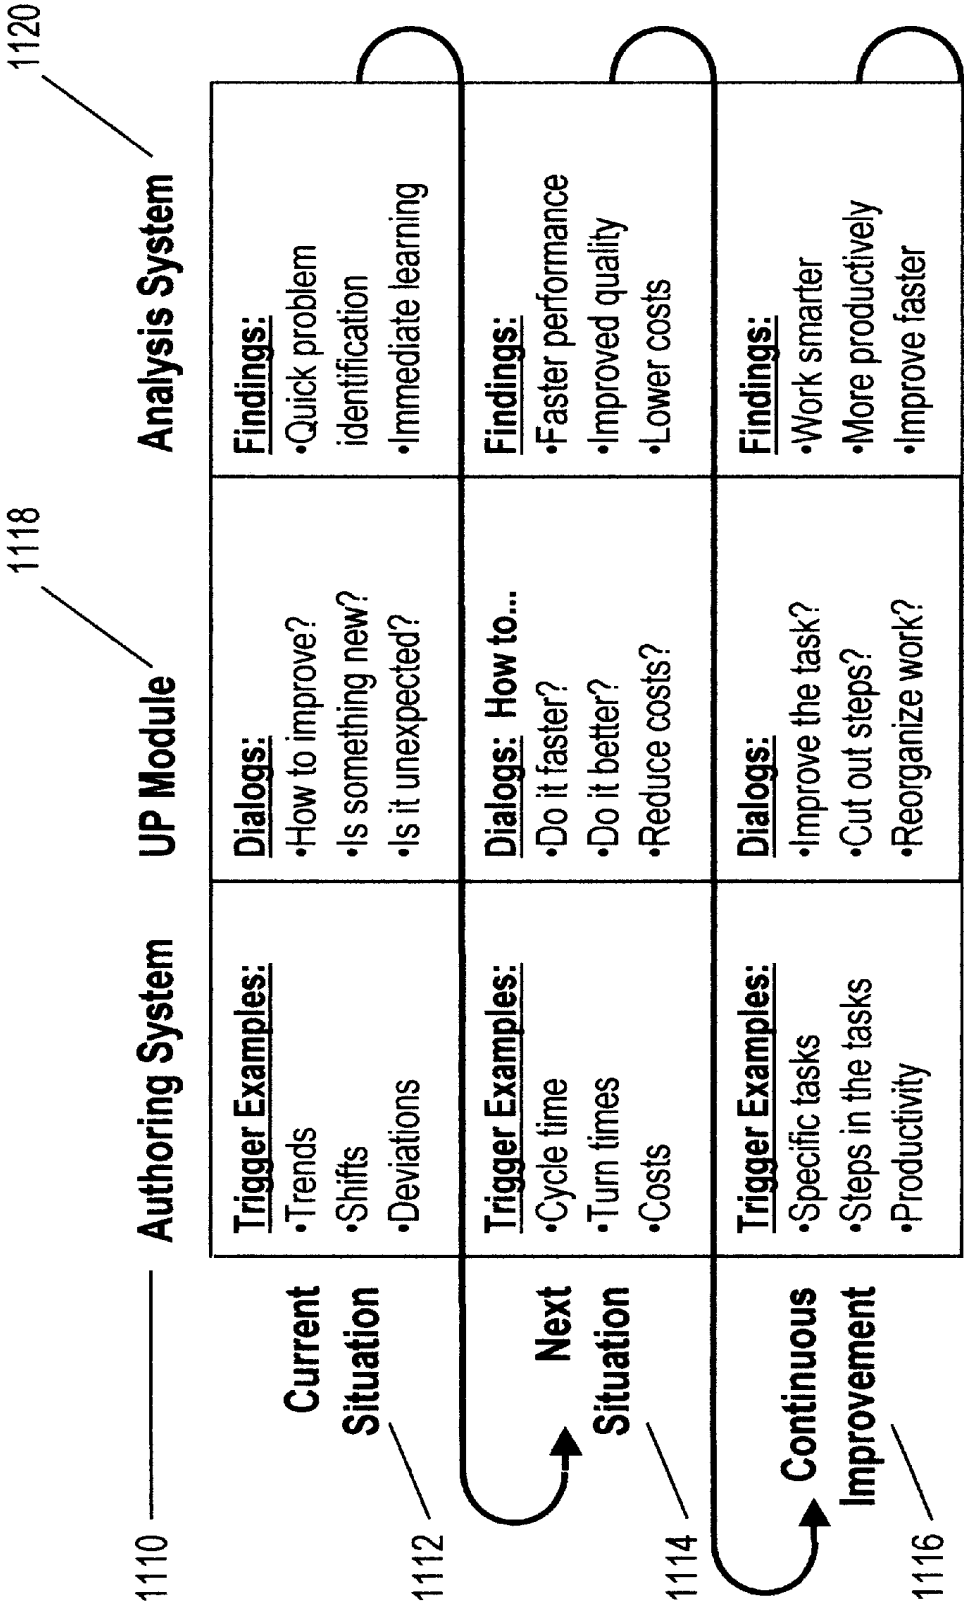 1110
1118
1120
Authoring System
UP Module
Analysis System
Current
Situation
1112
Trigger Examples:
•Trends
•Shifts
•Deviations
Dialogs:
•How to improve?
•Is something new?
•Is it unexpected?
Findings:
•Quick problem
identification
•Immediate learning
Next
Situation
1114
Trigger Examples:
•Cycle time
•Turn times
•Costs
Dialogs: How to...
•Do it faster?
•Do it better?
•Reduce costs?
Findings:
•Faster performance
•Improved quality
•Lower costs
Continuous
Improvement
1116
Trigger Examples:
•Specific tasks
•Steps in the tasks
•Productivity
Dialogs:
•Improve the task?
•Cut out steps?
•Reorganize work?
Findings:
•Work smarter
•More productively
•Improve faster